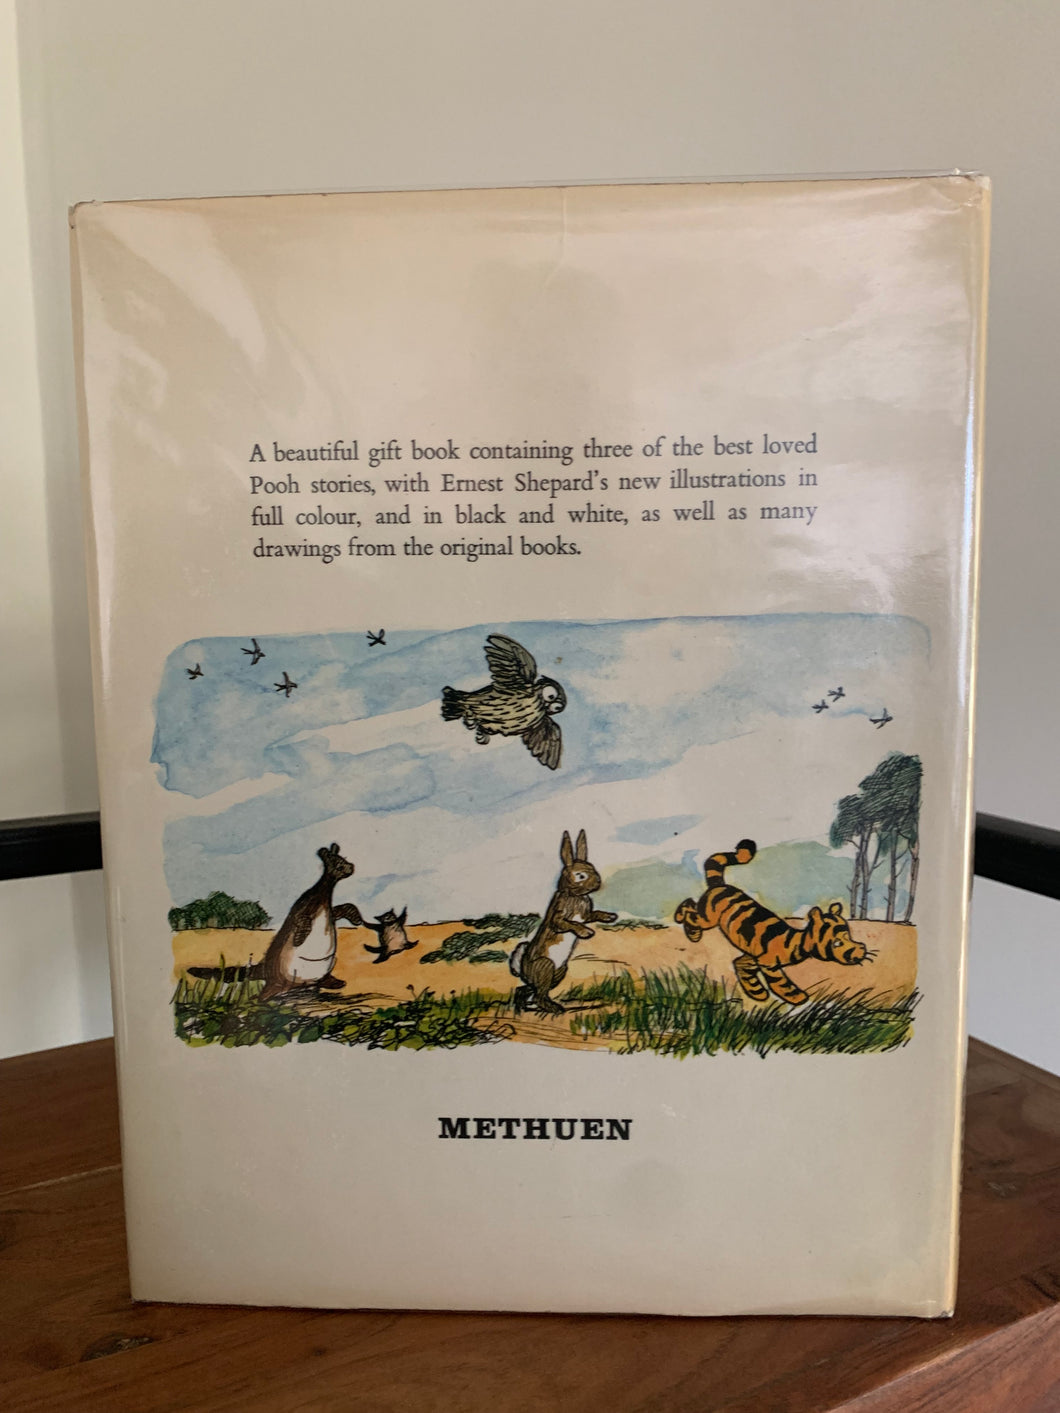 A beautiful gift book containing three of the best loved
Pooh stories, with Ernest Shepard's new illustrations in
full colour, and in black and white, as well as many
drawings from the original books.
METHUEN